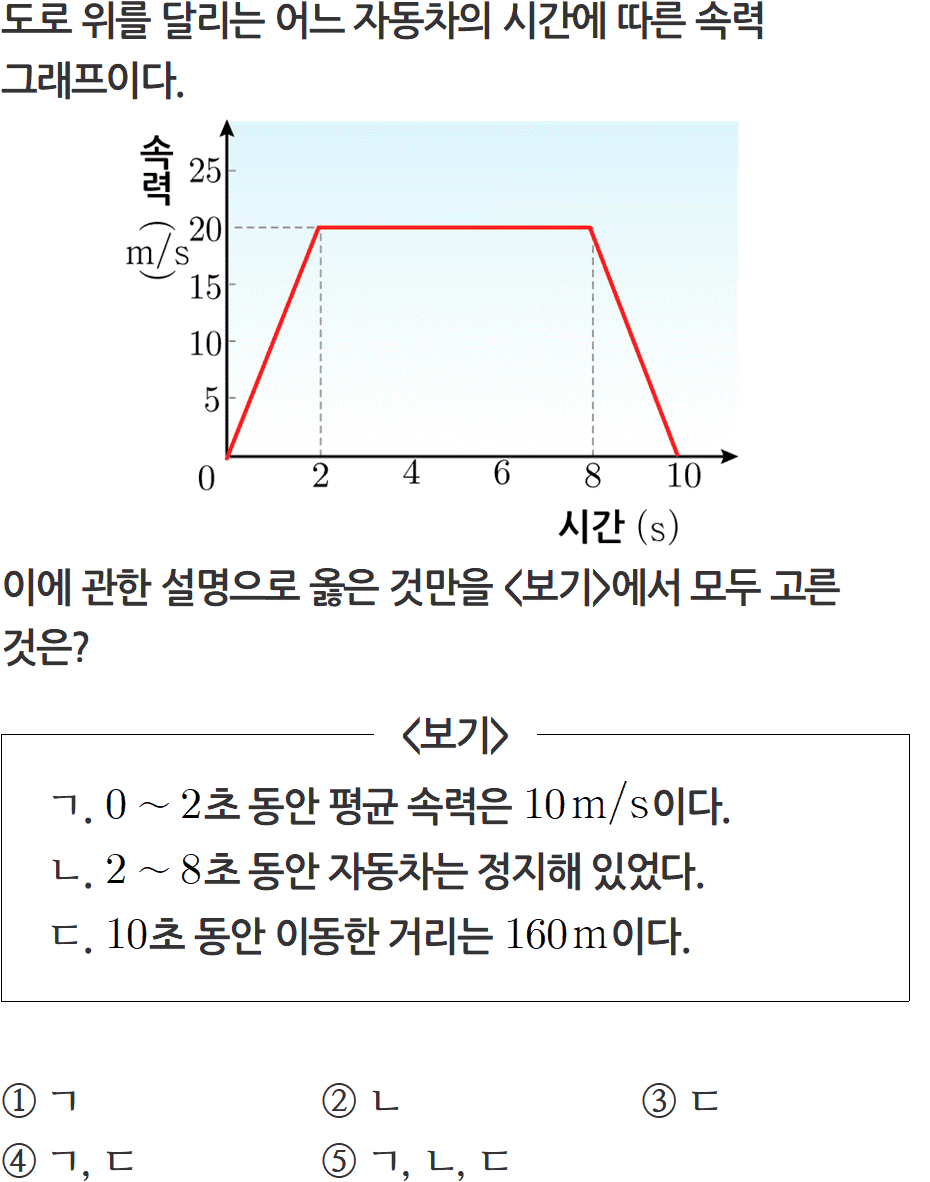 도로 위를 달리는 어느 자동차의 시간에 따른 속력
그래프이다.
속력
(m/s)
25
20
15
10
5
0
2 4 6 8 10
시간 (s)
이에 관한 설명으로 옳은 것만을 <보기>에서 모두 고른
것은?
<보기>
ㄱ. 0 ~ 2초 동안 평균 속력은 10 m/s이다.
ㄴ. 2 ~ 8초 동안 자동차는 정지해 있었다.
ㄷ. 10초 동안 이동한 거리는 160 m이다.
① ㄱ ② ㄴ ③ ㄷ
④ ㄱ, ㄷ ⑤ ㄱ, ㄴ, ㄷ